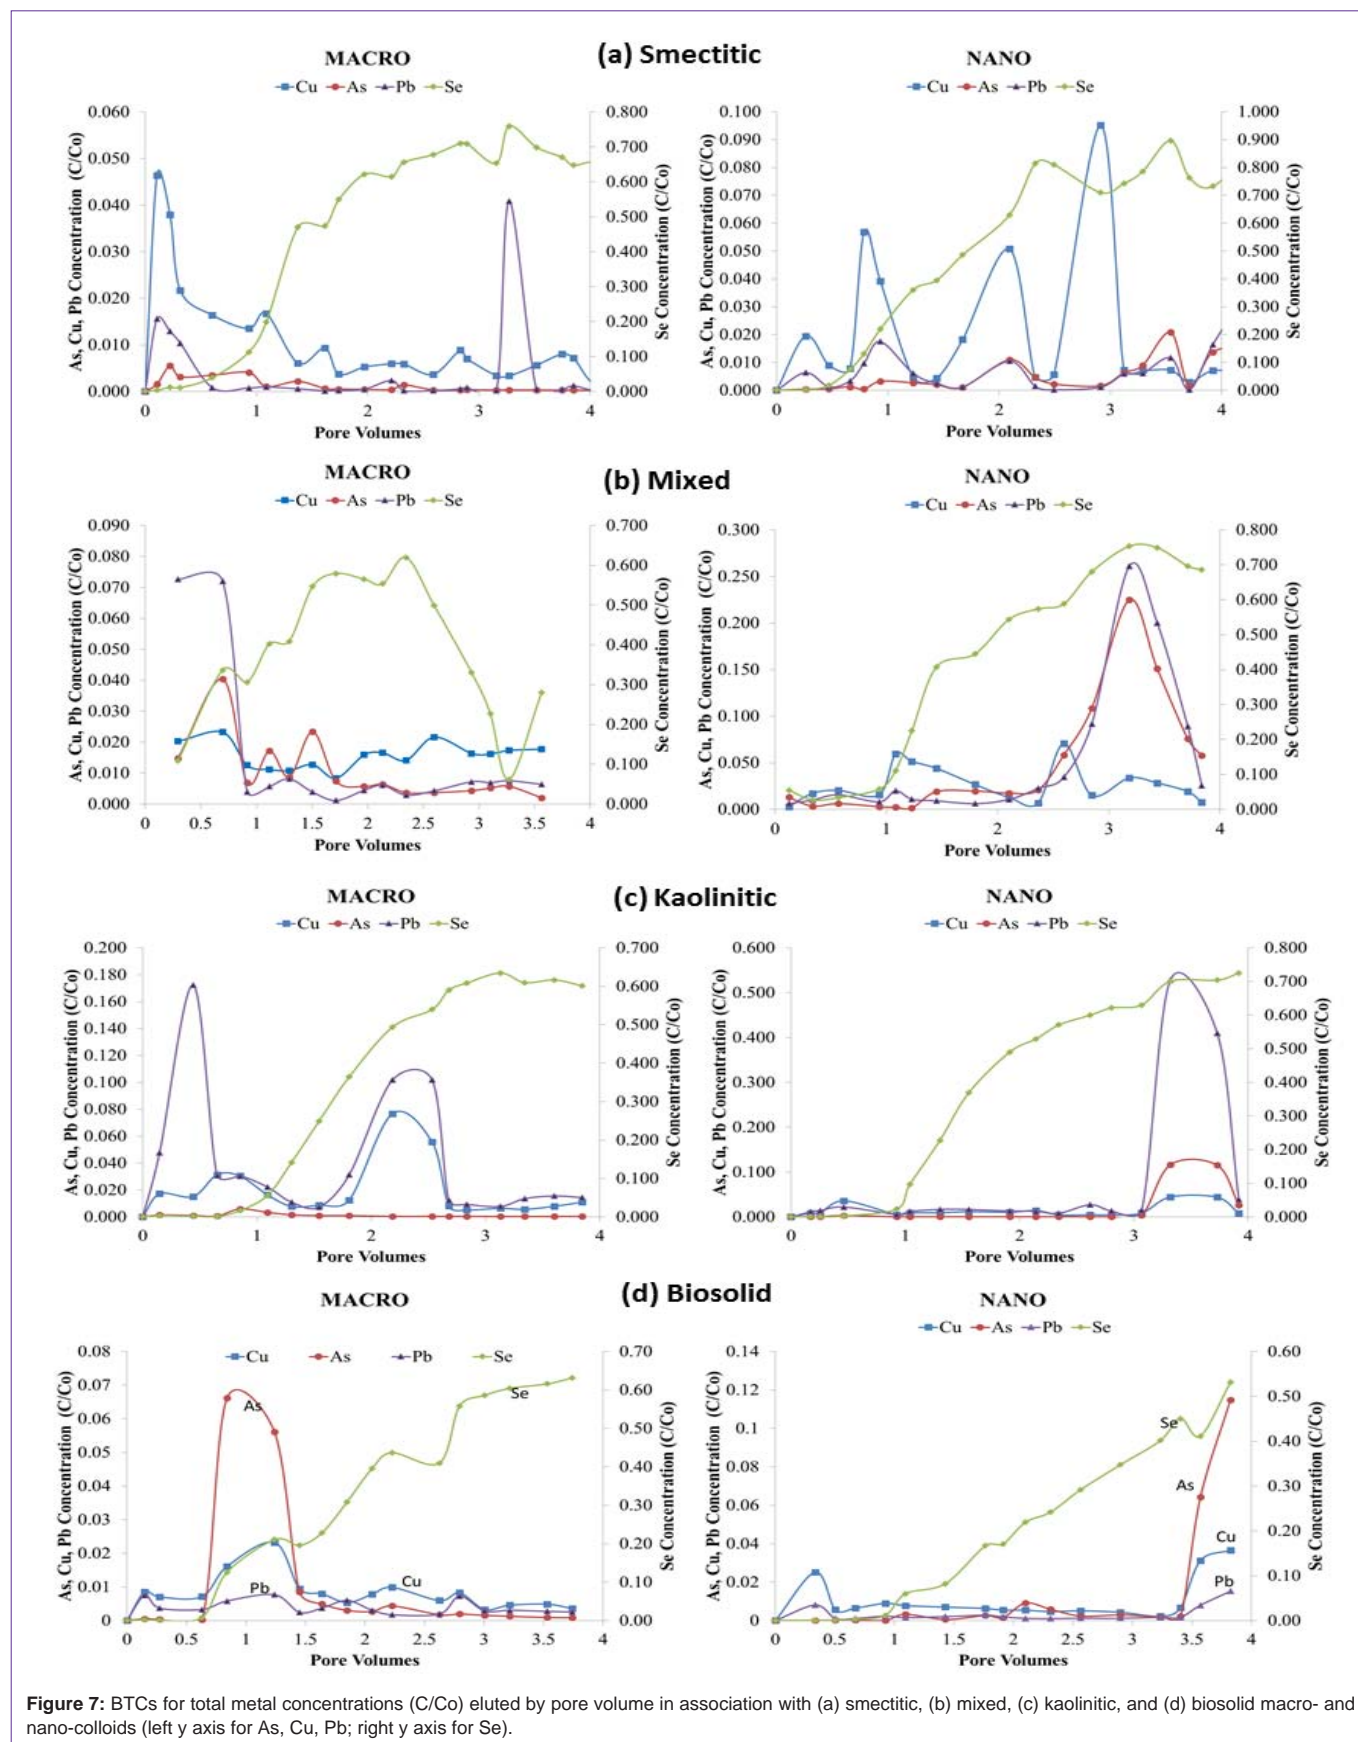 (a) Smectitic
MACRO
Cu As Pb Se
As, Cu, Pb Concentration (C/Co)
0.060
0.050
0.040
0.030
0.020
0.010
0.000
0.800
0.700
0.600
0.500
0.400
0.300
0.200
0.100
0.000
Se Concentration (C/Co)
0 1 2 3 4
Pore Volumes
NANO
Cu As Pb Se
As, Cu, Pb Concentration (C/Co)
0.100
0.090
0.080
0.070
0.060
0.050
0.040
0.030
0.020
0.010
0.000
1.000
0.900
0.800
0.700
0.600
0.500
0.400
0.300
0.200
0.100
0.000
Se Concentration (C/Co)
0 1 2 3 4
Pore Volumes
(b) Mixed
MACRO
Cu As Pb Se
As, Cu, Pb Concentration (C/Co)
0.090
0.080
0.070
0.060
0.050
0.040
0.030
0.020
0.010
0.000
0.700
0.600
0.500
0.400
0.300
0.200
0.100
0.000
Se Concentration (C/Co)
0 0.5 1 1.5 2 2.5 3 3.5 4
Pore Volumes
NANO
Cu As Pb Se
As, Cu, Pb Concentration (C/Co)
0.300
0.250
0.200
0.150
0.100
0.050
0.000
0.800
0.700
0.600
0.500
0.400
0.300
0.200
0.100
0.000
Se Concentration (C/Co)
0 1 2 3 4
Pore Volumes
(c) Kaolinitic
MACRO
Cu As Pb Se
As, Cu, Pb Concentration (C/Co)
0.200
0.180
0.160
0.140
0.120
0.100
0.080
0.060
0.040
0.020
0.000
0.700
0.600
0.500
0.400
0.300
0.200
0.100
0.000
Se Concentration (C/Co)
0 1 2 3 4
Pore Volumes
NANO
Cu As Pb Se
As, Cu, Pb Concentration (C/Co)
0.600
0.500
0.400
0.300
0.200
0.100
0.000
0.800
0.700
0.600
0.500
0.400
0.300
0.200
0.100
0.000
Se Concentration (C/Co)
0 1 2 3 4
Pore Volumes
(d) Biosolid
MACRO
Cu As Pb Se
As, Cu, Pb Concentration (C/Co)
0.08
0.07
0.06
0.05
0.04
0.03
0.02
0.01
0
As
Se
Pb
Cu
0.70
0.60
0.50
0.40
0.30
0.20
0.10
0.00
Se Concentration (C/Co)
0 0.5 1 1.5 2 2.5 3 3.5 4
Pore Volumes
NANO
Cu As Pb Se
As, Cu, Pb Concentration (C/Co)
0.14
0.12
0.1
0.08
0.06
0.04
0.02
0
Se
As
Cu
Pb
0.60
0.50
0.40
0.30
0.20
0.10
0.00
Se Concentration (C/Co)
0 0.5 1 1.5 2 2.5 3 3.5 4
Pore Volumes
Figure 7: BTCs for total metal concentrations (C/Co) eluted by pore volume in association with (a) smectitic, (b) mixed, (c) kaolinitic, and (d) biosolid macro- and
nano-colloids (left y axis for As, Cu, Pb; right y axis for Se).